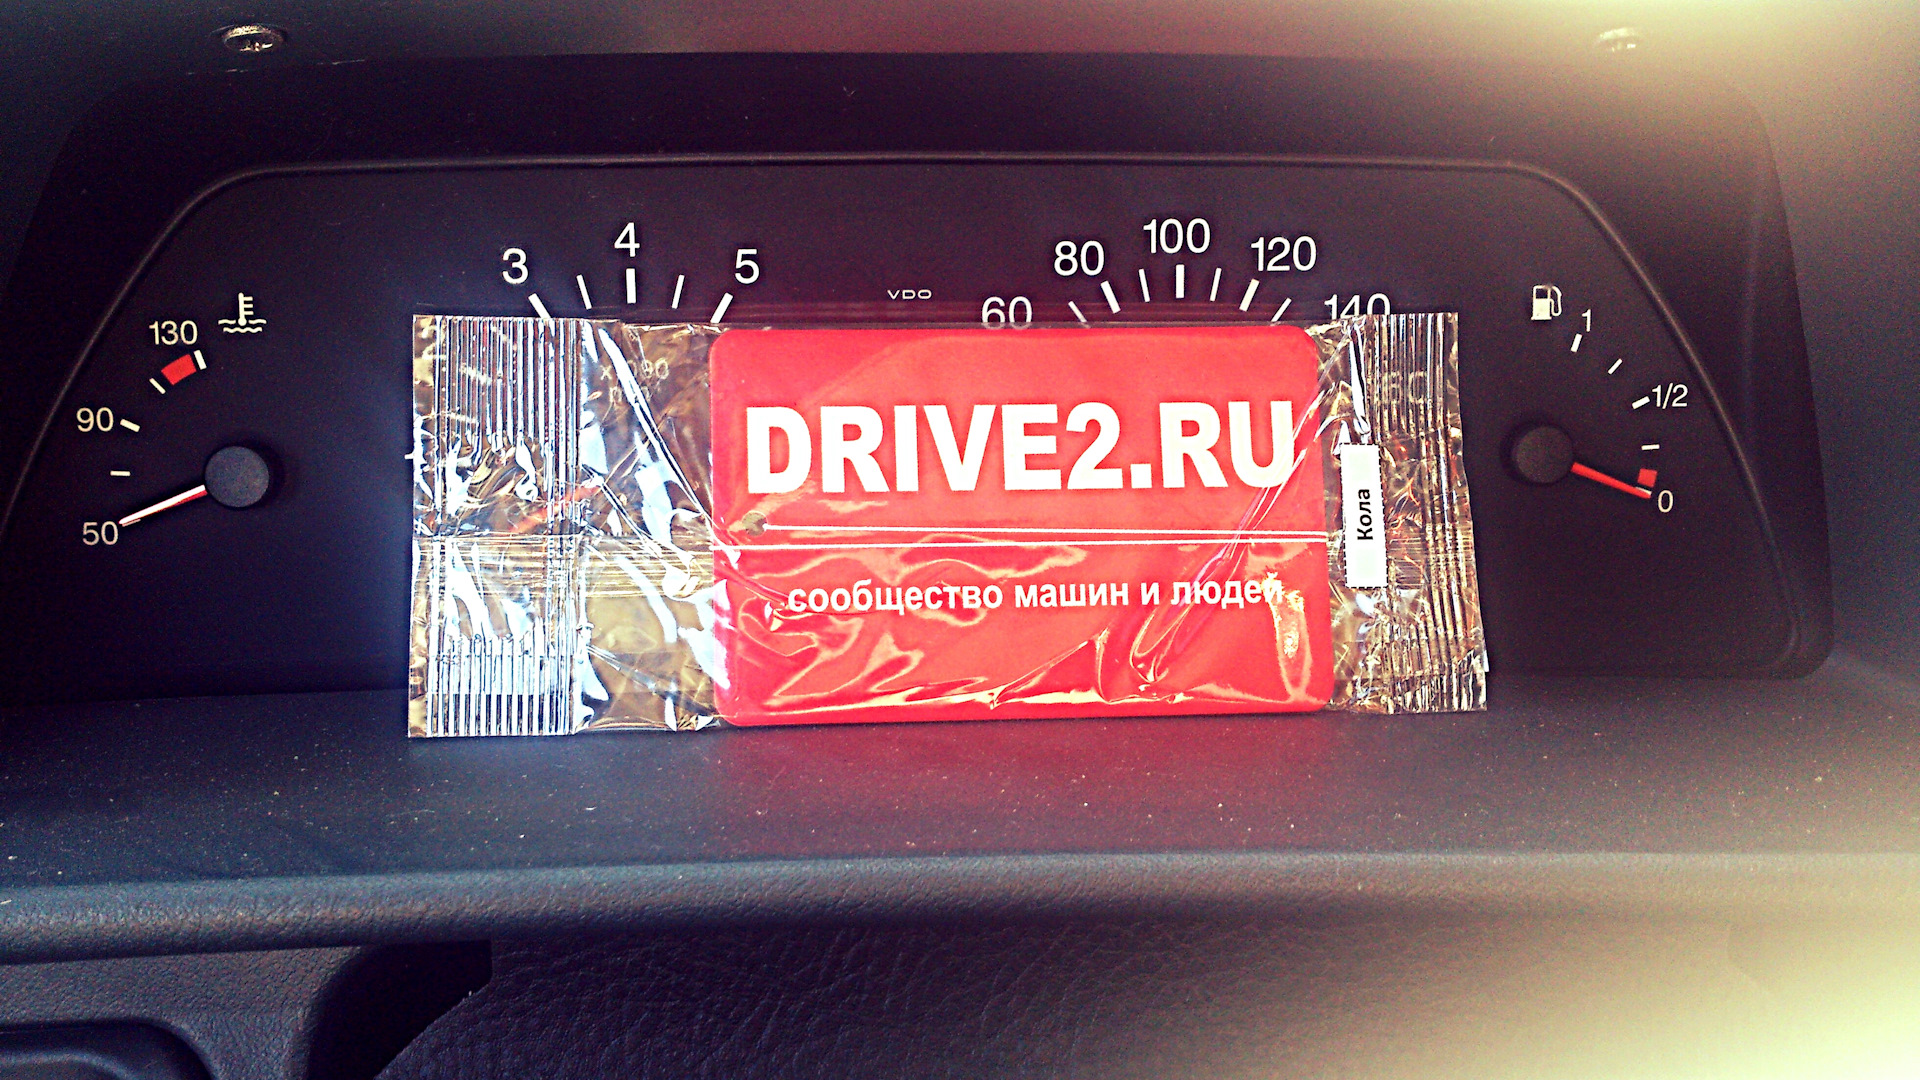 3 4 5
VDO
60 80 100 120 140
130
90
50
1
1/2
0
DRIVE2.RU
сообщество машин и людей
Кола